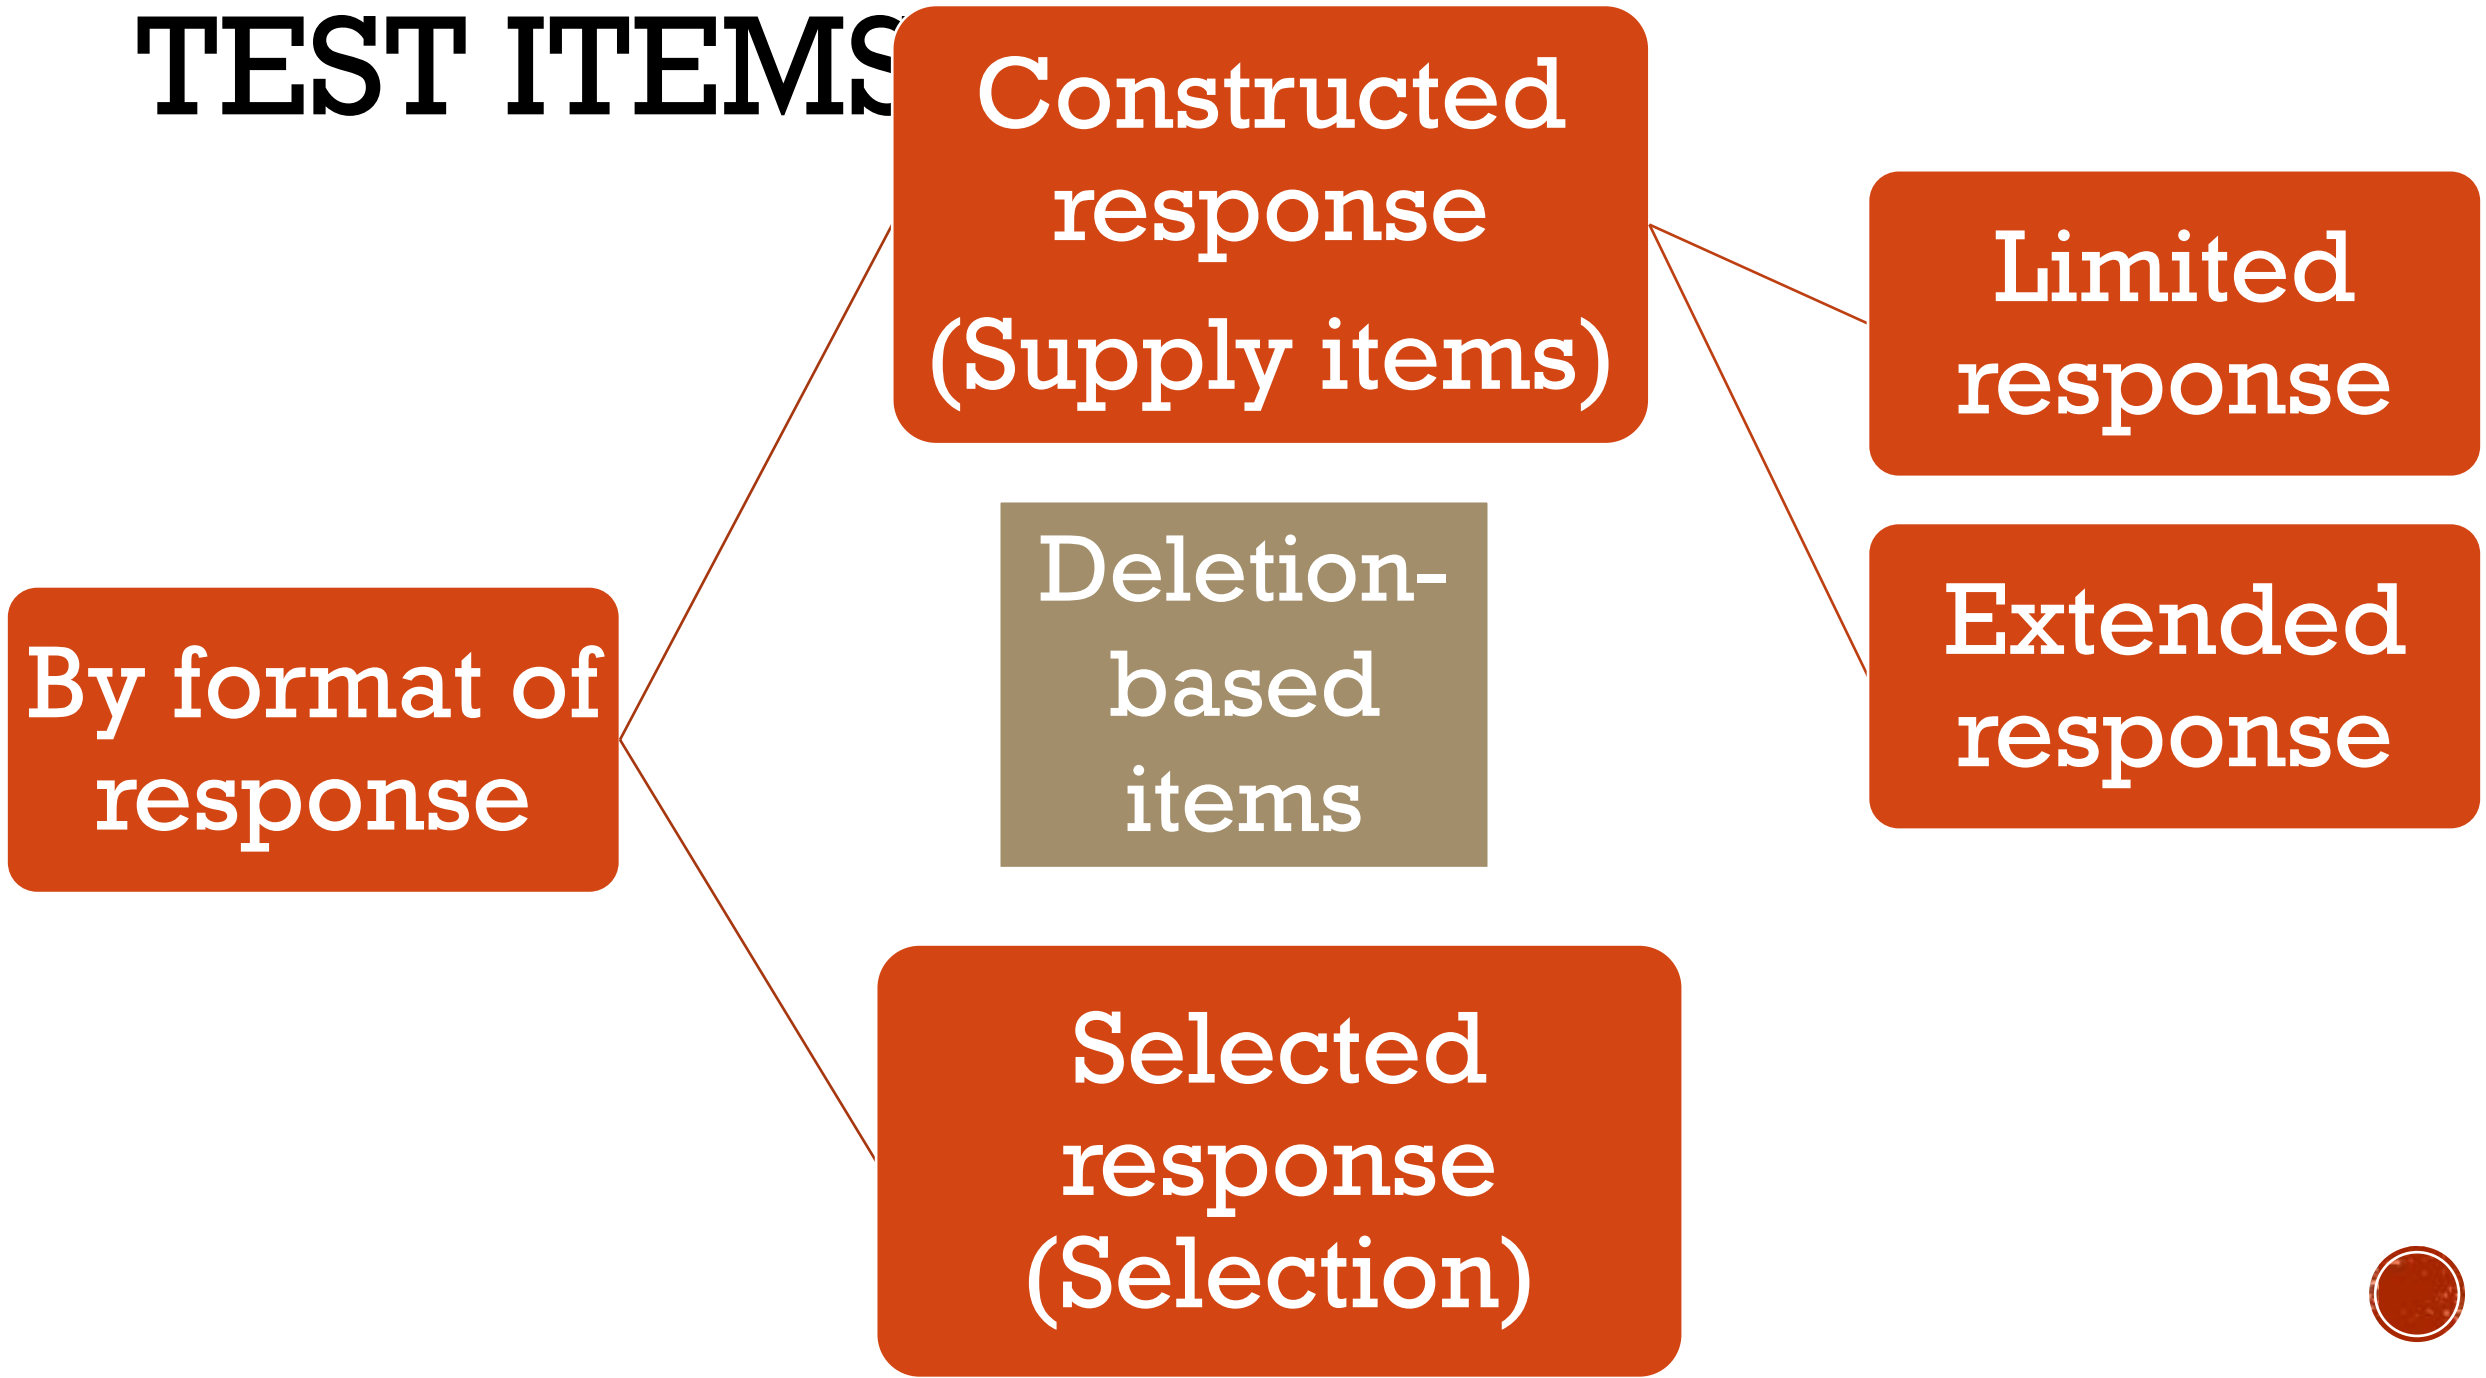 TEST ITEMS
Constructed
response
(Supply items)
Limited
response
Extended
response
Deletion-
based
items
By format of
response
Selected
response
(Selection)